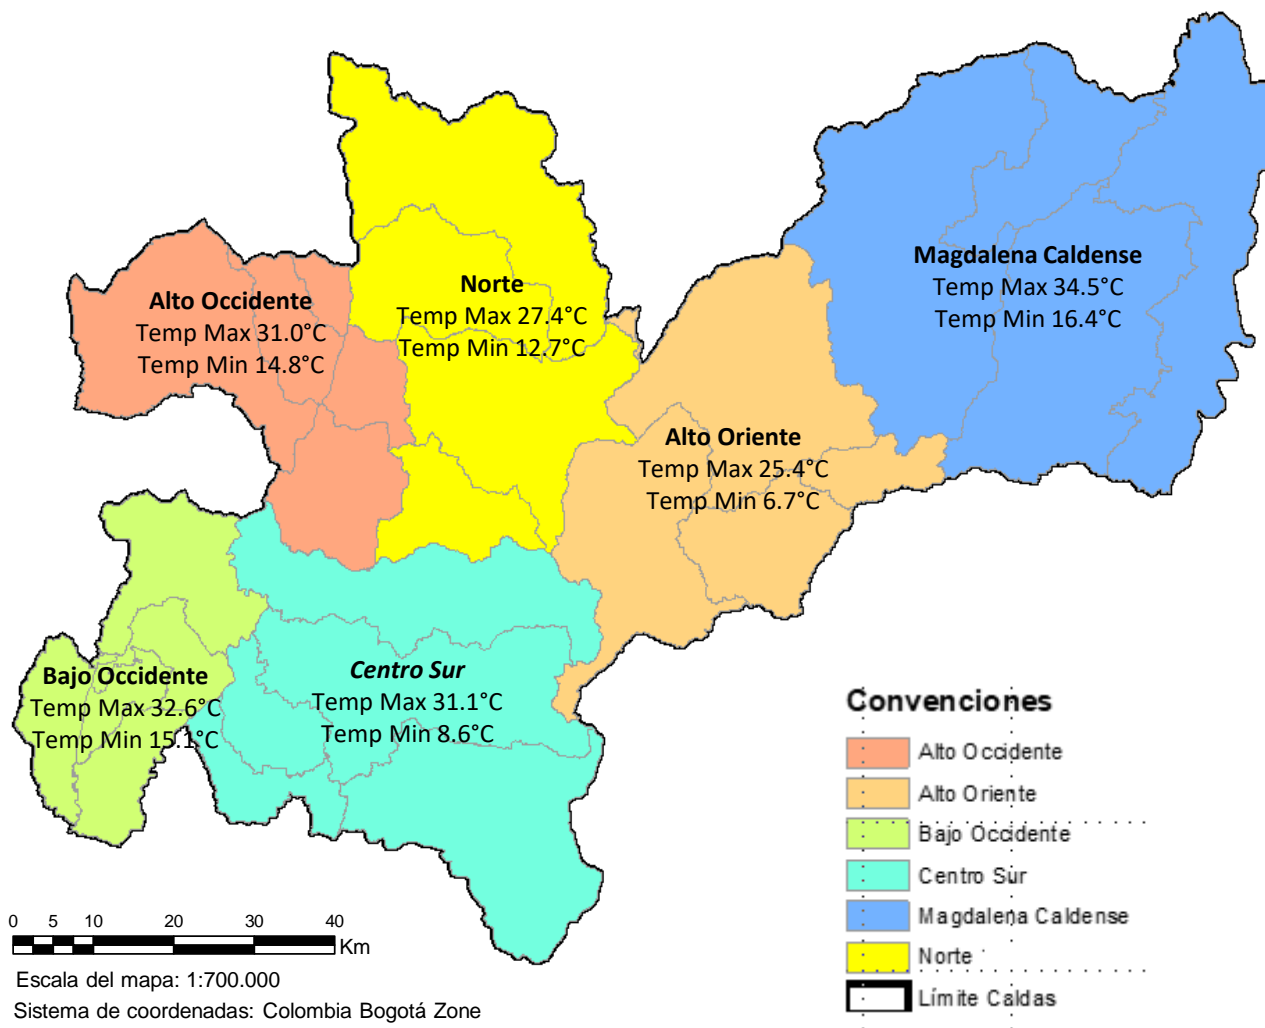 Magdalena Caldense
Temp Max 34.5°C
Temp Min 16.4°C
Norte
Temp Max 27.4°C
Temp Min 12.7°C
Alto Occidente
Temp Max 31.0°C
Temp Min 14.8°C
Alto Oriente
Temp Max 25.4°C
Temp Min 6.7°C
Bajo Occidente
Temp Max 32.6°C
Temp Min 15.1°C
Centro Sur
Temp Max 31.1°C
Temp Min 8.6°C
Convenciones
Alto Occidente
Alto Oriente
Bajo Occidente
Centro Sur
Magdalena Caldense
Norte
Límite Caldas
0 5 10 20 30 40
Km
Escala del mapa: 1:700.000
Sistema de coordenadas: Colombia Bogotá Zone